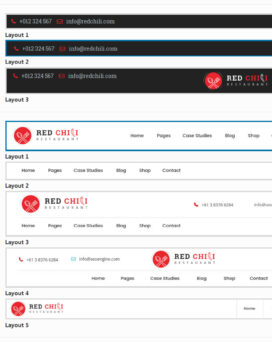 +012 324 567 info@redchili.com
Layout 1
+012 324 567 info@redchili.com
Layout 2
+012 324 567 info@redchili.com RED CHILI RESTAURANT
Layout 3
RED CHILI RESTAURANT Home Pages Case Studies Blog Shop
Layout 1
Home Pages Case Studies Blog Shop Contact
Layout 2
RED CHILI RESTAURANT +61 3 8376 6284
Home Pages Case Studies Blog Shop Contact
Layout 3
+61 3 8376 6284 info@seoengine.com RED CHILI RESTAURANT
Home Pages Case Studies Blog Shop Contact
Layout 4
RED CHILI RESTAURANT Home
Layout 5